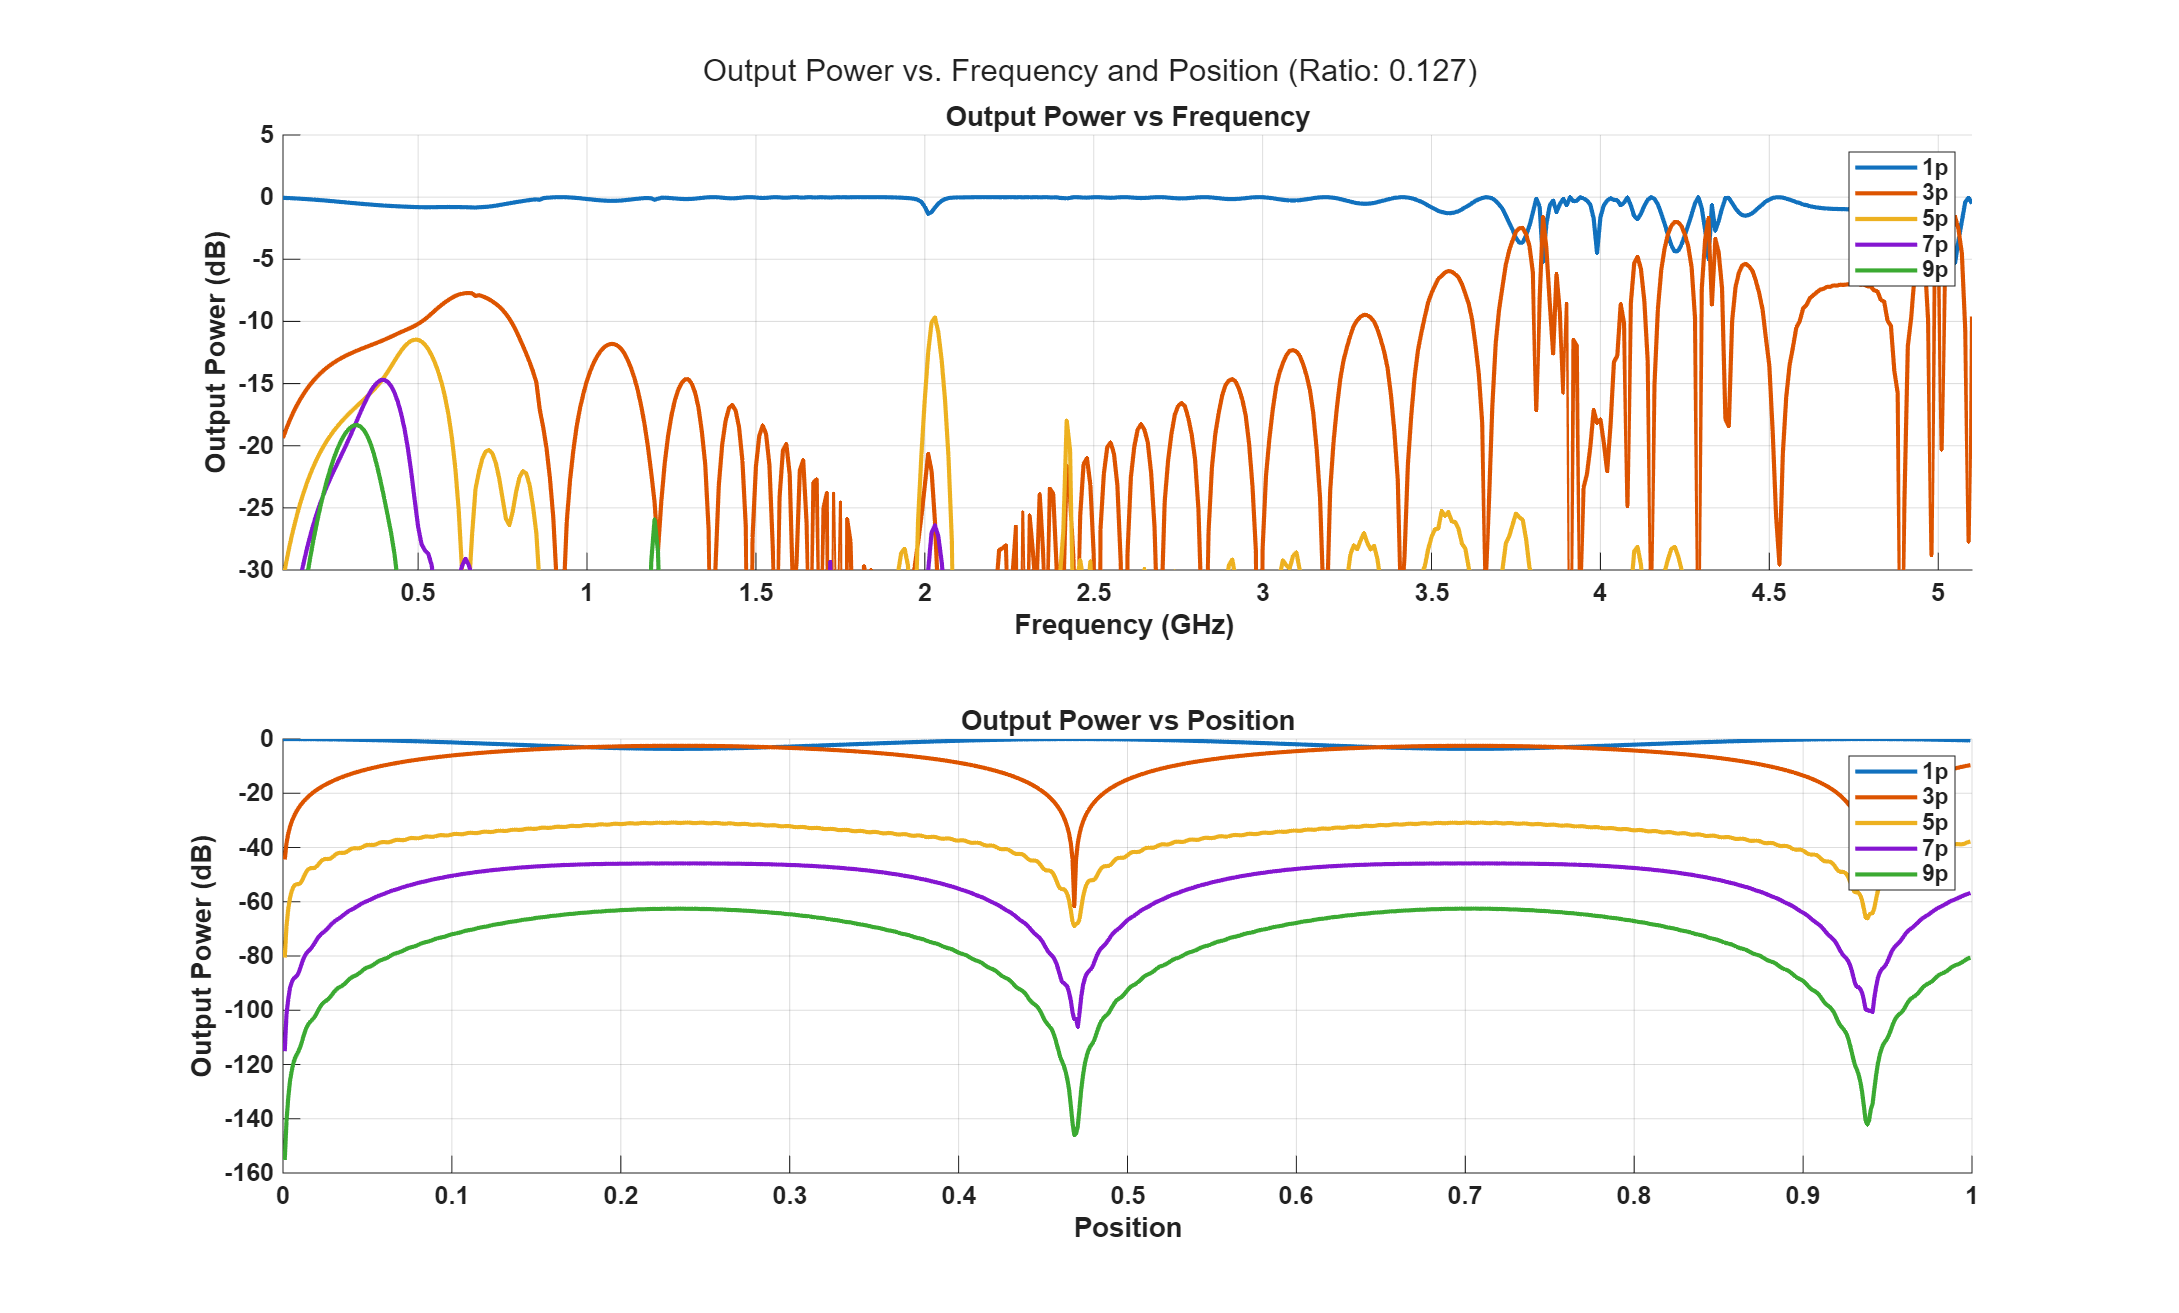 Output Power vs. Frequency and Position (Ratio: 0.127)
Output Power vs Frequency
5
0
-5
-10
-15
-20
-25
-30
Output Power (dB)
0.5 1 1.5 2 2.5 3 3.5 4 4.5 5
Frequency (GHz)
1p
3p
5p
7p
9p
Output Power vs Position
0
-20
-40
-60
-80
-100
-120
-140
-160
Output Power (dB)
0 0.1 0.2 0.3 0.4 0.5 0.6 0.7 0.8 0.9 1
Position
1p
3p
5p
7p
9p